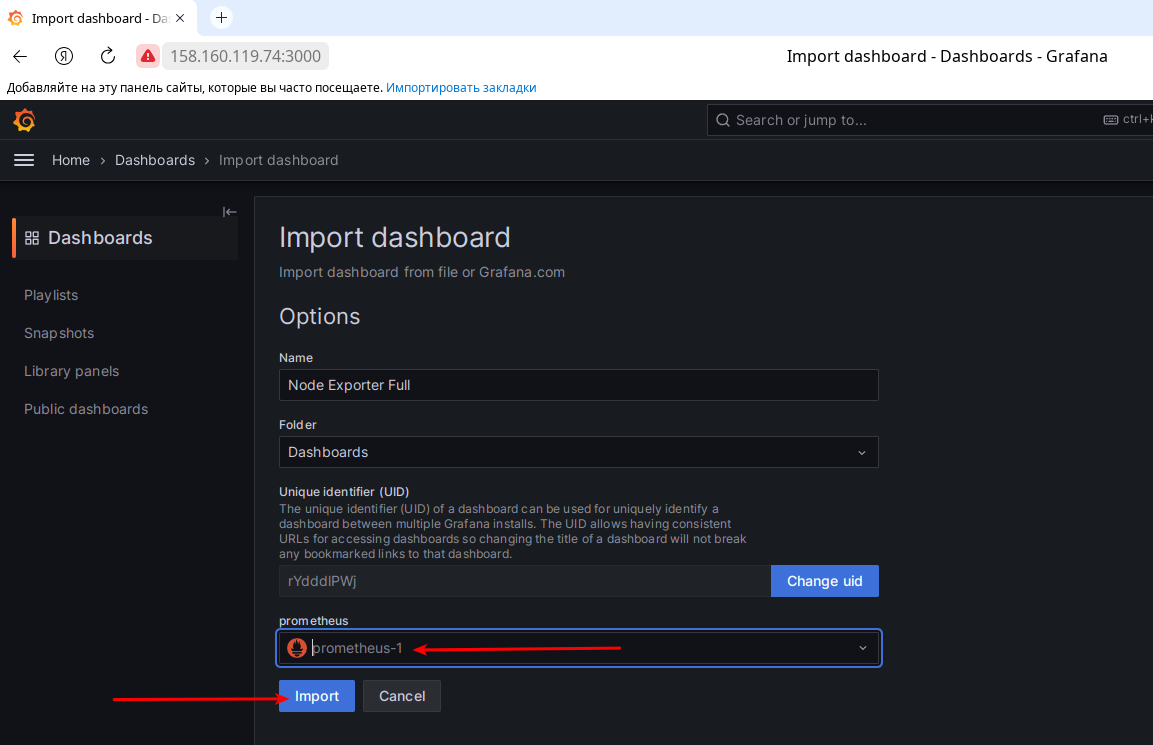 Import dashboard - Da
158.160.119.74:3000
Import dashboard - Dashboards - Grafana
Добавляйте на эту панель сайты, которые вы часто посещаете. Импортировать закладки
Search or jump to...
ctrl+k
Home › Dashboards › Import dashboard
Dashboards
Playlists
Snapshots
Library panels
Public dashboards
Import dashboard
Import dashboard from file or Grafana.com
Options
Name
Node Exporter Full
Folder
Dashboards
Unique identifier (UID)
The unique identifier (UID) of a dashboard can be used for uniquely identify a
dashboard between multiple Grafana installs. The UID allows having consistent
URLs for accessing dashboards so changing the title of a dashboard will not break
any bookmarked links to that dashboard.
rYdddlPWj
Change uid
prometheus
prometheus-1
Import
Cancel